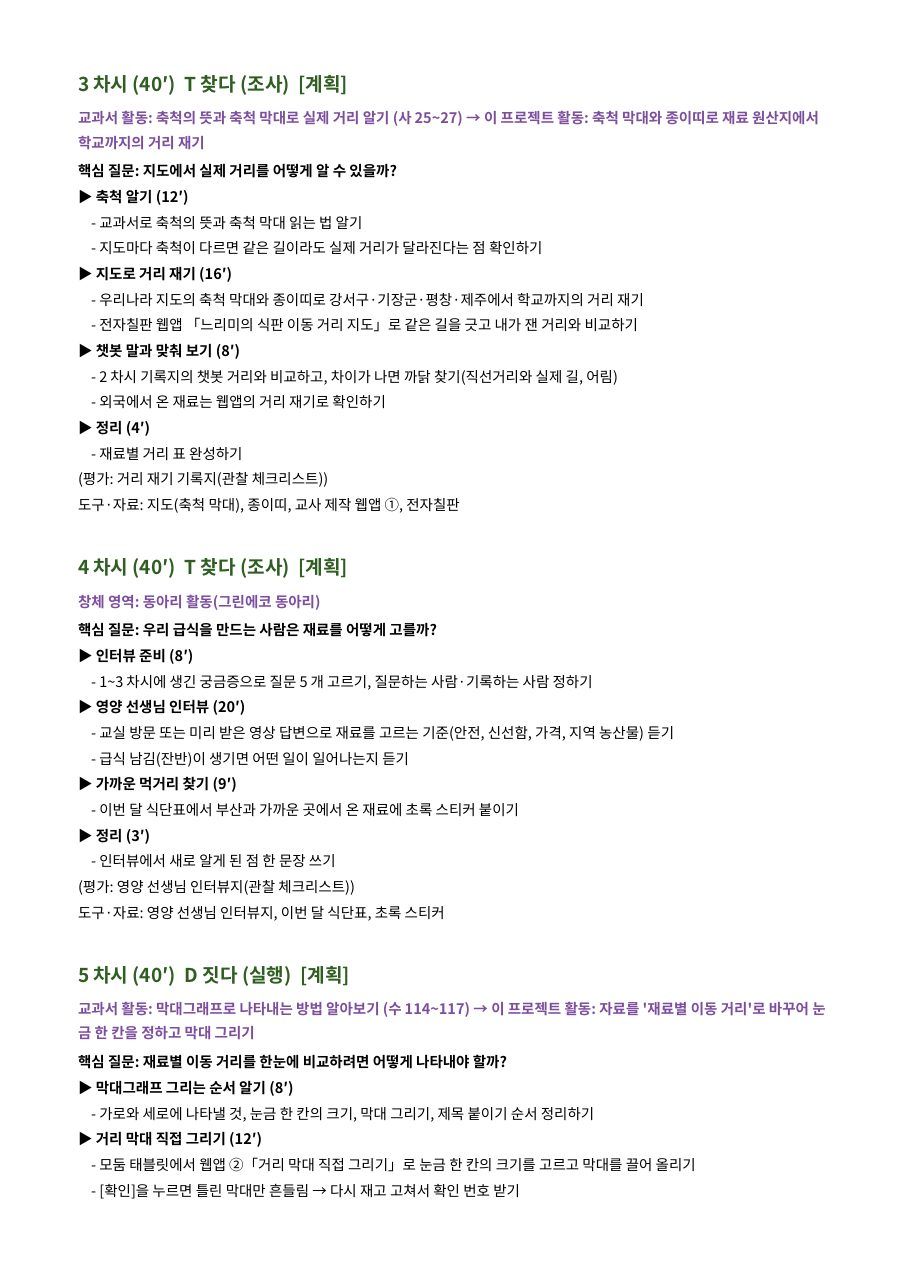 3차시 (40′) T 찾다 (조사) [계획]
교과서 활동: 축척의 뜻과 축척 막대로 실제 거리 알기 (사 25~27) → 이 프로젝트 활동: 축척 막대와 종이띠로 재료 원산지에서
학교까지의 거리 재기
핵심 질문: 지도에서 실제 거리를 어떻게 알 수 있을까?
▶ 축척 알기 (12′)
- 교과서로 축척의 뜻과 축척 막대 읽는 법 알기
- 지도마다 축척이 다르면 같은 길이라도 실제 거리가 달라진다는 점 확인하기
▶ 지도로 거리 재기 (16′)
- 우리나라 지도의 축척 막대와 종이띠로 강서구·기장군·평창·제주에서 학교까지의 거리 재기
- 전자칠판 웹앱 「느리미의 식판 이동 거리 지도」로 같은 길을 긋고 내가 잰 거리와 비교하기
▶ 챗봇 말과 맞춰 보기 (8′)
- 2차시 기록지의 챗봇 거리와 비교하고, 차이가 나면 까닭 찾기(직선거리와 실제 길, 어림)
- 외국에서 온 재료는 웹앱의 거리 재기로 확인하기
▶ 정리 (4′)
- 재료별 거리 표 완성하기
(평가: 거리 재기 기록지(관찰 체크리스트))
도구·자료: 지도(축척 막대), 종이띠, 교사 제작 웹앱 ①, 전자칠판
4차시 (40′) T 찾다 (조사) [계획]
창체 영역: 동아리 활동(그린에코 동아리)
핵심 질문: 우리 급식을 만드는 사람은 재료를 어떻게 고를까?
▶ 인터뷰 준비 (8′)
- 1~3차시에 생긴 궁금증으로 질문 5개 고르기, 질문하는 사람·기록하는 사람 정하기
▶ 영양 선생님 인터뷰 (20′)
- 교실 방문 또는 미리 받은 영상 답변으로 재료를 고르는 기준(안전, 신선함, 가격, 지역 농산물) 듣기
- 급식 남김(잔반)이 생기면 어떤 일이 일어나는지 듣기
▶ 가까운 먹거리 찾기 (9′)
- 이번 달 식단표에서 부산과 가까운 곳에서 온 재료에 초록 스티커 붙이기
▶ 정리 (3′)
- 인터뷰에서 새로 알게 된 점 한 문장 쓰기
(평가: 영양 선생님 인터뷰지(관찰 체크리스트))
도구·자료: 영양 선생님 인터뷰지, 이번 달 식단표, 초록 스티커
5차시 (40′) D 짓다 (실행) [계획]
교과서 활동: 막대그래프로 나타내는 방법 알아보기 (수 114~117) → 이 프로젝트 활동: 자료를 '재료별 이동 거리'로 바꾸어 눈
금 한 칸을 정하고 막대 그리기
핵심 질문: 재료별 이동 거리를 한눈에 비교하려면 어떻게 나타내야 할까?
▶ 막대그래프 그리는 순서 알기 (8′)
- 가로와 세로에 나타낼 것, 눈금 한 칸의 크기, 막대 그리기, 제목 붙이기 순서 정리하기
▶ 거리 막대 직접 그리기 (12′)
- 모둠 태블릿에서 웹앱 ②「거리 막대 직접 그리기」로 눈금 한 칸의 크기를 고르고 막대를 끌어 올리기
- [확인]을 누르면 틀린 막대만 흔들림 → 다시 재고 고쳐서 확인 번호 받기